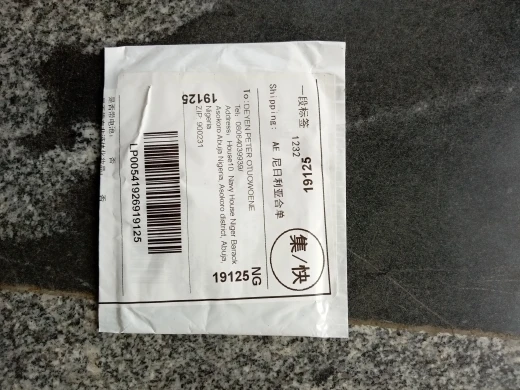 一段标签
1232
19125
集/快
Shipping: AE 尼日利亚合单
To: DEYEN PETER OTUOWOENE
Address: House10 Navy House Niger Barrack
Asokoro Abuja Nigeria, Asokoro district, Abuja,
Nigeria
ZIP: 900231
19125
NG
19125
LP00541926919125